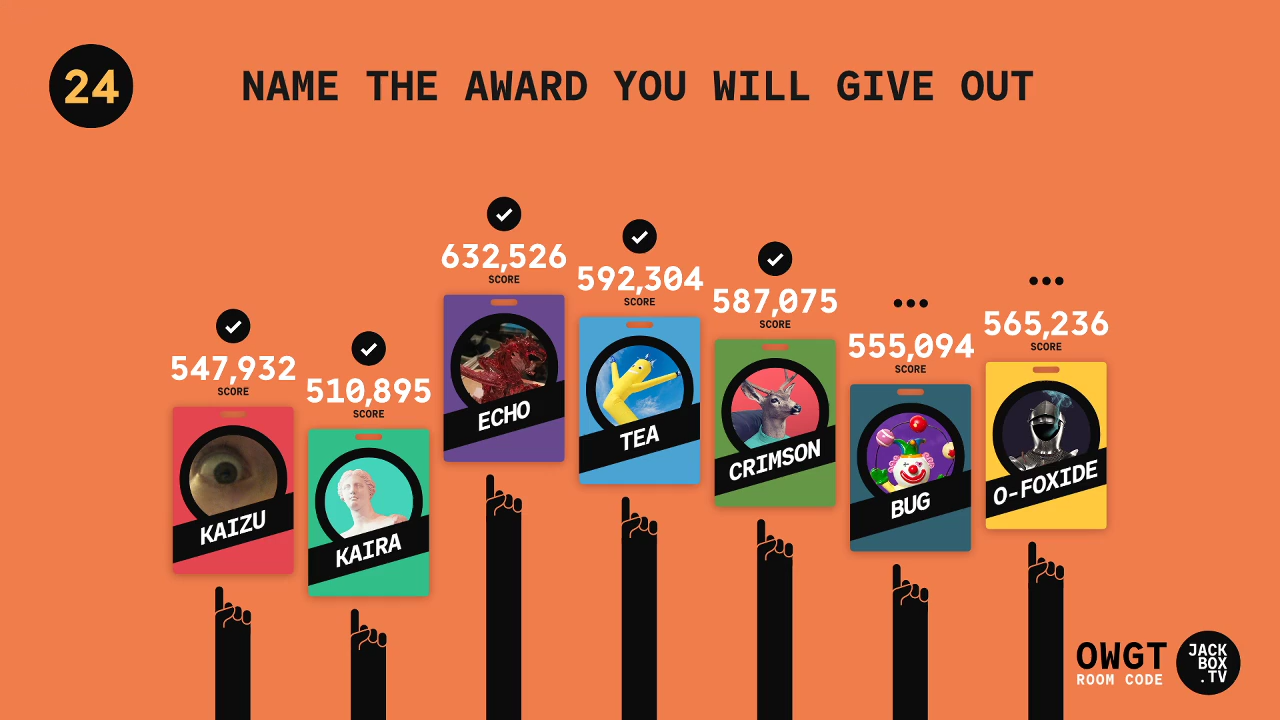 24
NAME THE AWARD YOU WILL GIVE OUT
547,932
SCORE
KAIZU
510,895
SCORE
KAIRA
632,526
SCORE
ECHO
592,304
SCORE
TEA
587,075
SCORE
CRIMSON
555,094
SCORE
BUG
565,236
SCORE
O-FOXIDE
OWGT
ROOM CODE
JACK
BOX
.TV